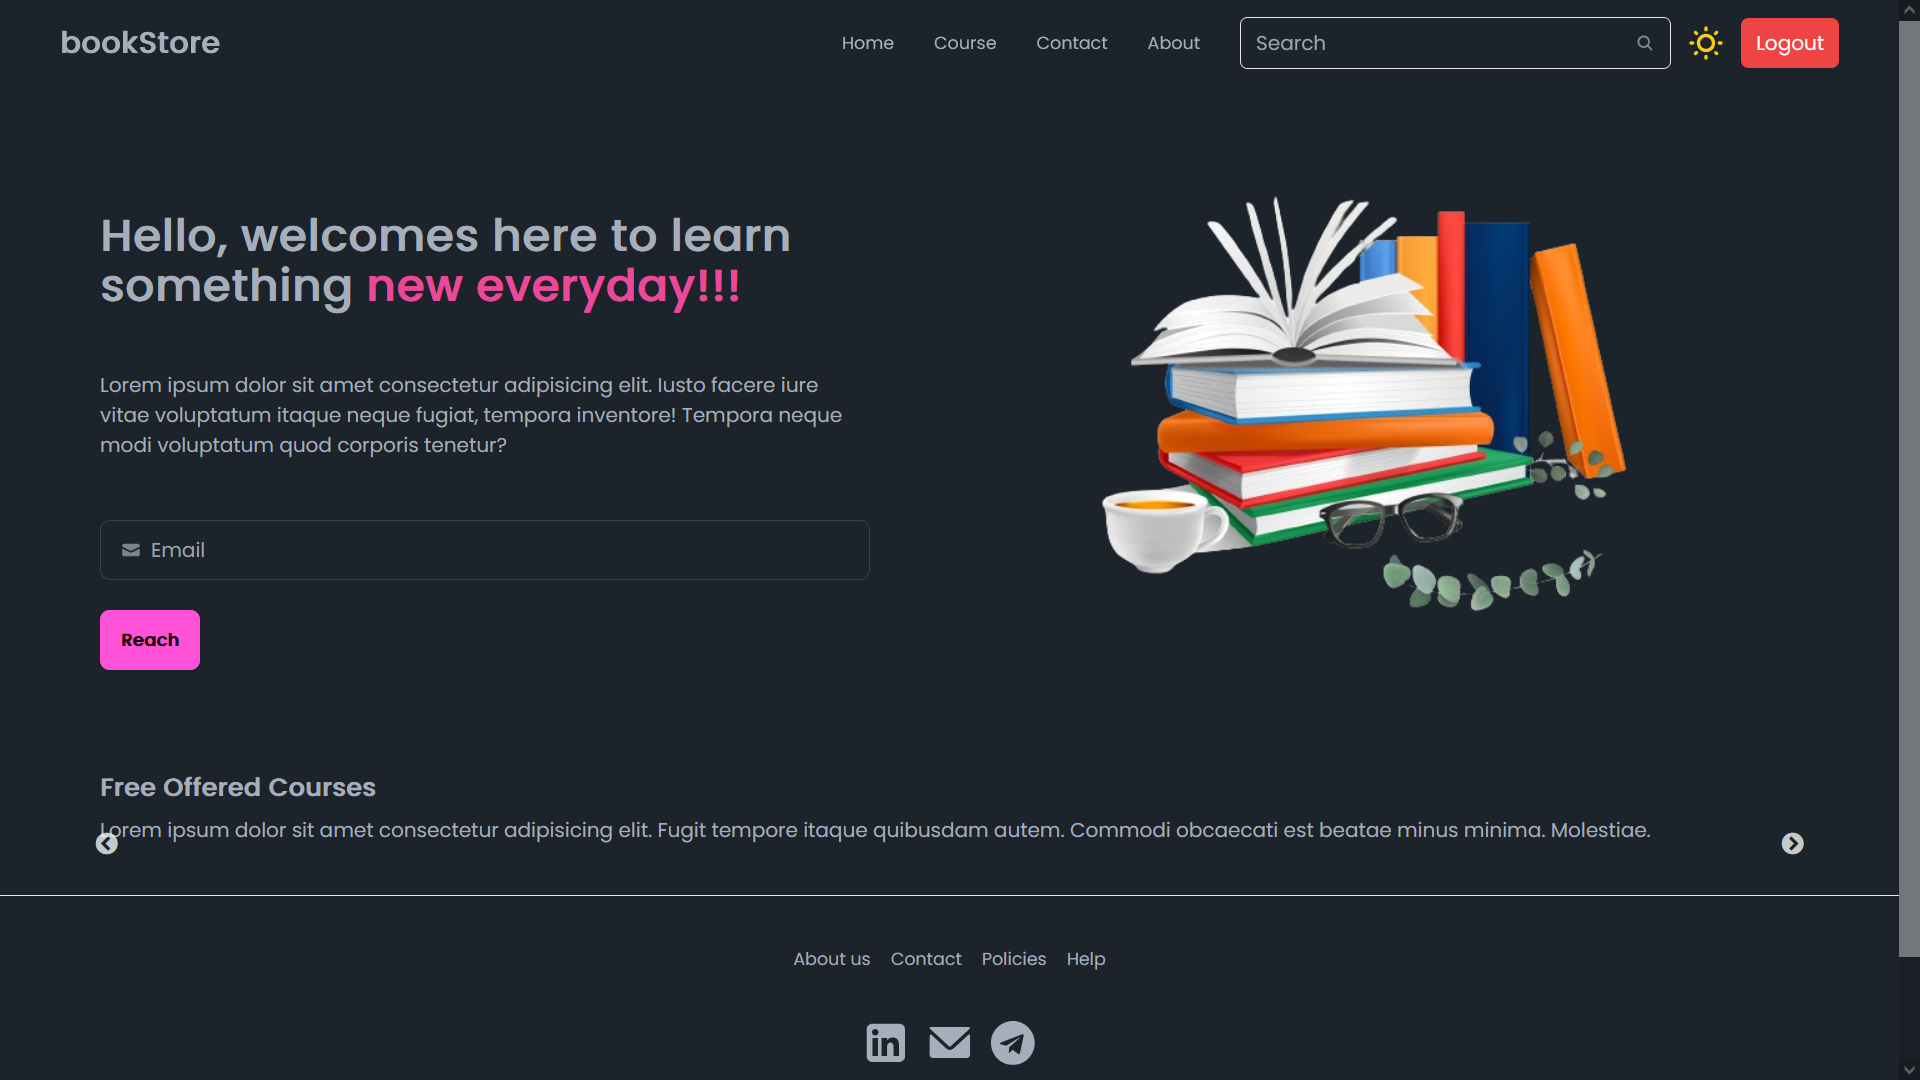 bookStore
Home
Course
Contact
About
Search
Logout
Hello, welcomes here to learn
something new everyday!!!
Lorem ipsum dolor sit amet consectetur adipisicing elit. Iusto facere iure
vitae voluptatum itaque neque fugiat, tempora inventore! Tempora neque
modi voluptatum quod corporis tenetur?
Email
Reach
Free Offered Courses
Lorem ipsum dolor sit amet consectetur adipisicing elit. Fugit tempore itaque quibusdam autem. Commodi obcaecati est beatae minus minima. Molestiae.
About us
Contact
Policies
Help
in